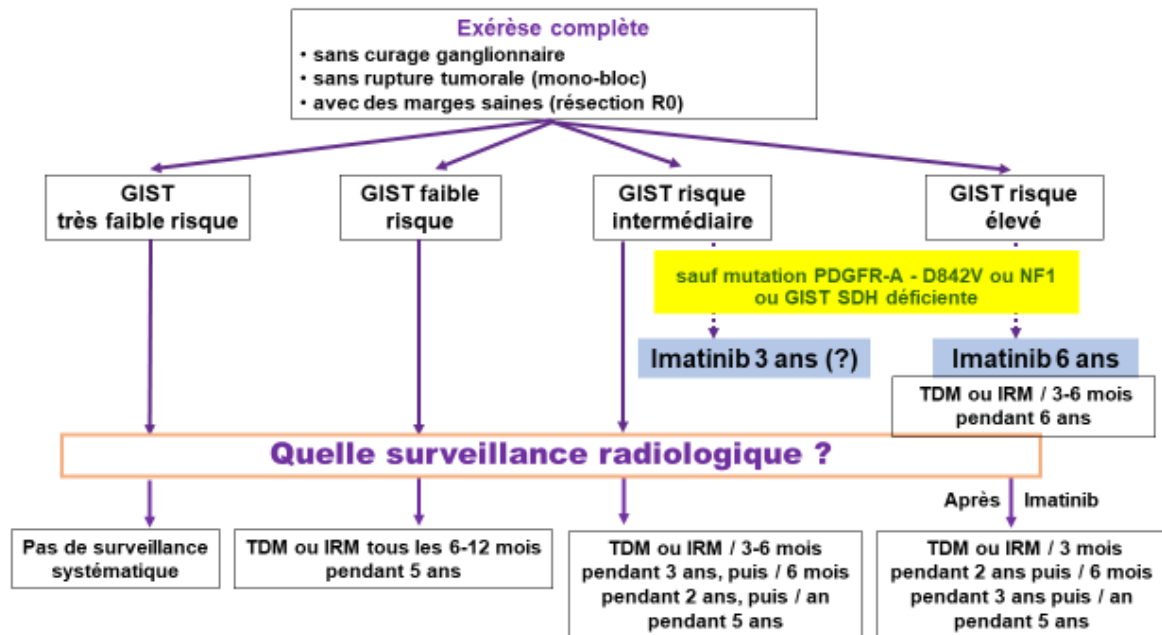 Exérèse complète
• sans curage ganglionnaire
• sans rupture tumorale (mono-bloc)
• avec des marges saines (résection R0)
GIST
très faible risque
GIST faible
risque
GIST risque
intermédiaire
GIST risque
élevé
sauf mutation PDGFR-A - D842V ou NF1
ou GIST SDH déficiente
Imatinib 3 ans (?)
Imatinib 6 ans
TDM ou IRM / 3-6 mois
pendant 6 ans
Quelle surveillance radiologique ?
Après Imatinib
Pas de surveillance
systématique
TDM ou IRM tous les 6-12 mois
pendant 5 ans
TDM ou IRM / 3-6 mois
pendant 3 ans, puis / 6 mois
pendant 2 ans, puis / an
pendant 5 ans
TDM ou IRM / 3 mois
pendant 2 ans puis / 6 mois
pendant 3 ans puis / an
pendant 5 ans